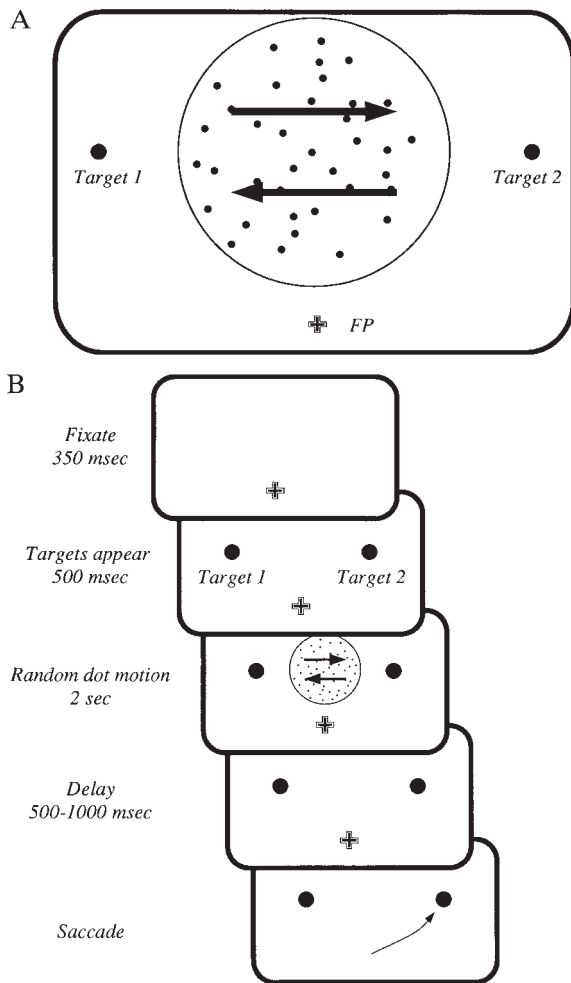 A
Target 1
Target 2
FP
B
Fixate
350 msec
Targets appear
500 msec
Target 1
Target 2
Random dot motion
2 sec
Delay
500-1000 msec
Saccade